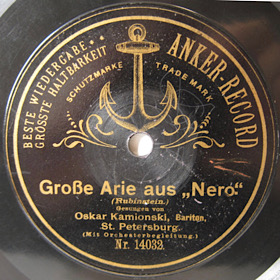 BESTE WIEDERGABE.
GRÖSSTE HALTBARKEIT
ANKER-RECORD
SCHUTZMARKE
TRADE MARK
Große Arie aus „Nero“
(Rubinstein.)
Gesungen von
Oskar Kamionski, Bariton,
St. Petersburg.
(Mit Orchesterbegleitung.)
Nr. 14033.